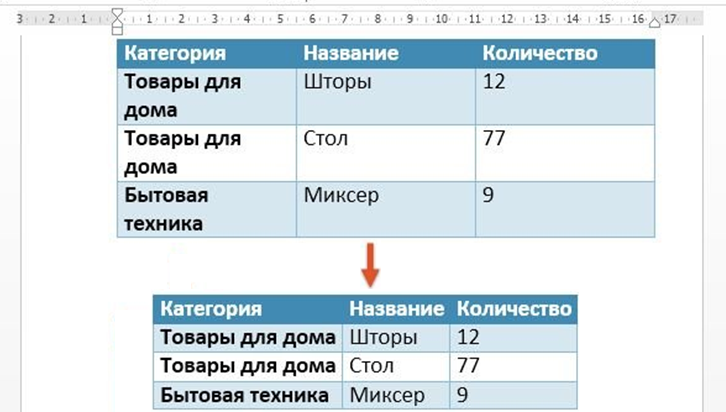 3 2 1 1 2 3 4 5 6 7 8 9 10 11 12 13 14 15 16 17
Категория Название Количество
Товары для Шторы 12
дома
Товары для Стол 77
дома
Бытовая Миксер 9
техника
Категория Название Количество
Товары для дома Шторы 12
Товары для дома Стол 77
Бытовая техника Миксер 9